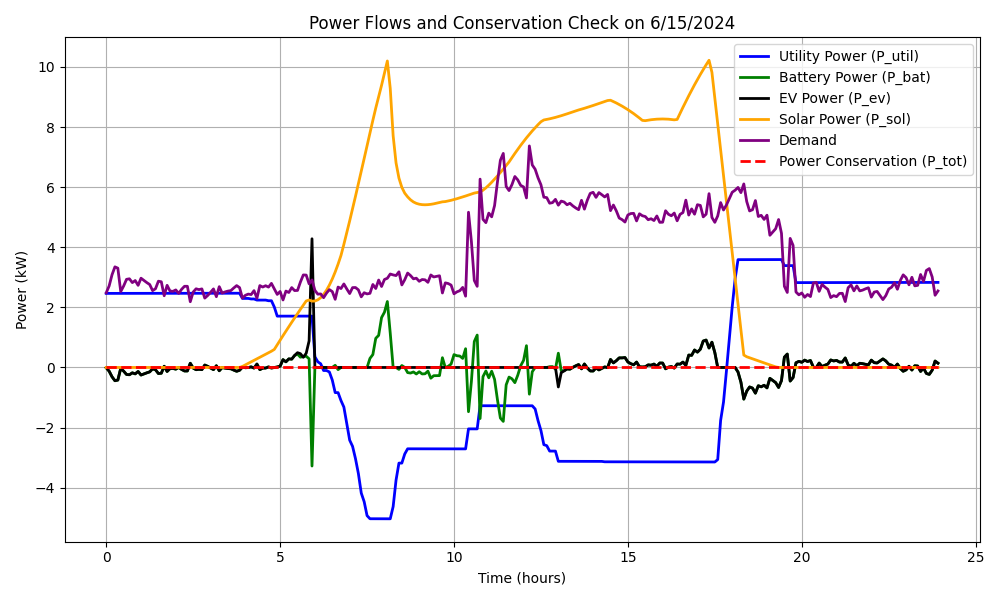 Power Flows and Conservation Check on 6/15/2024
Utility Power (P_util)
Battery Power (P_bat)
EV Power (P_ev)
Solar Power (P_sol)
Demand
Power Conservation (P_tot)
Power (kW)
10
8
6
4
2
0
−2
−4
0 5 10 15 20 25
Time (hours)